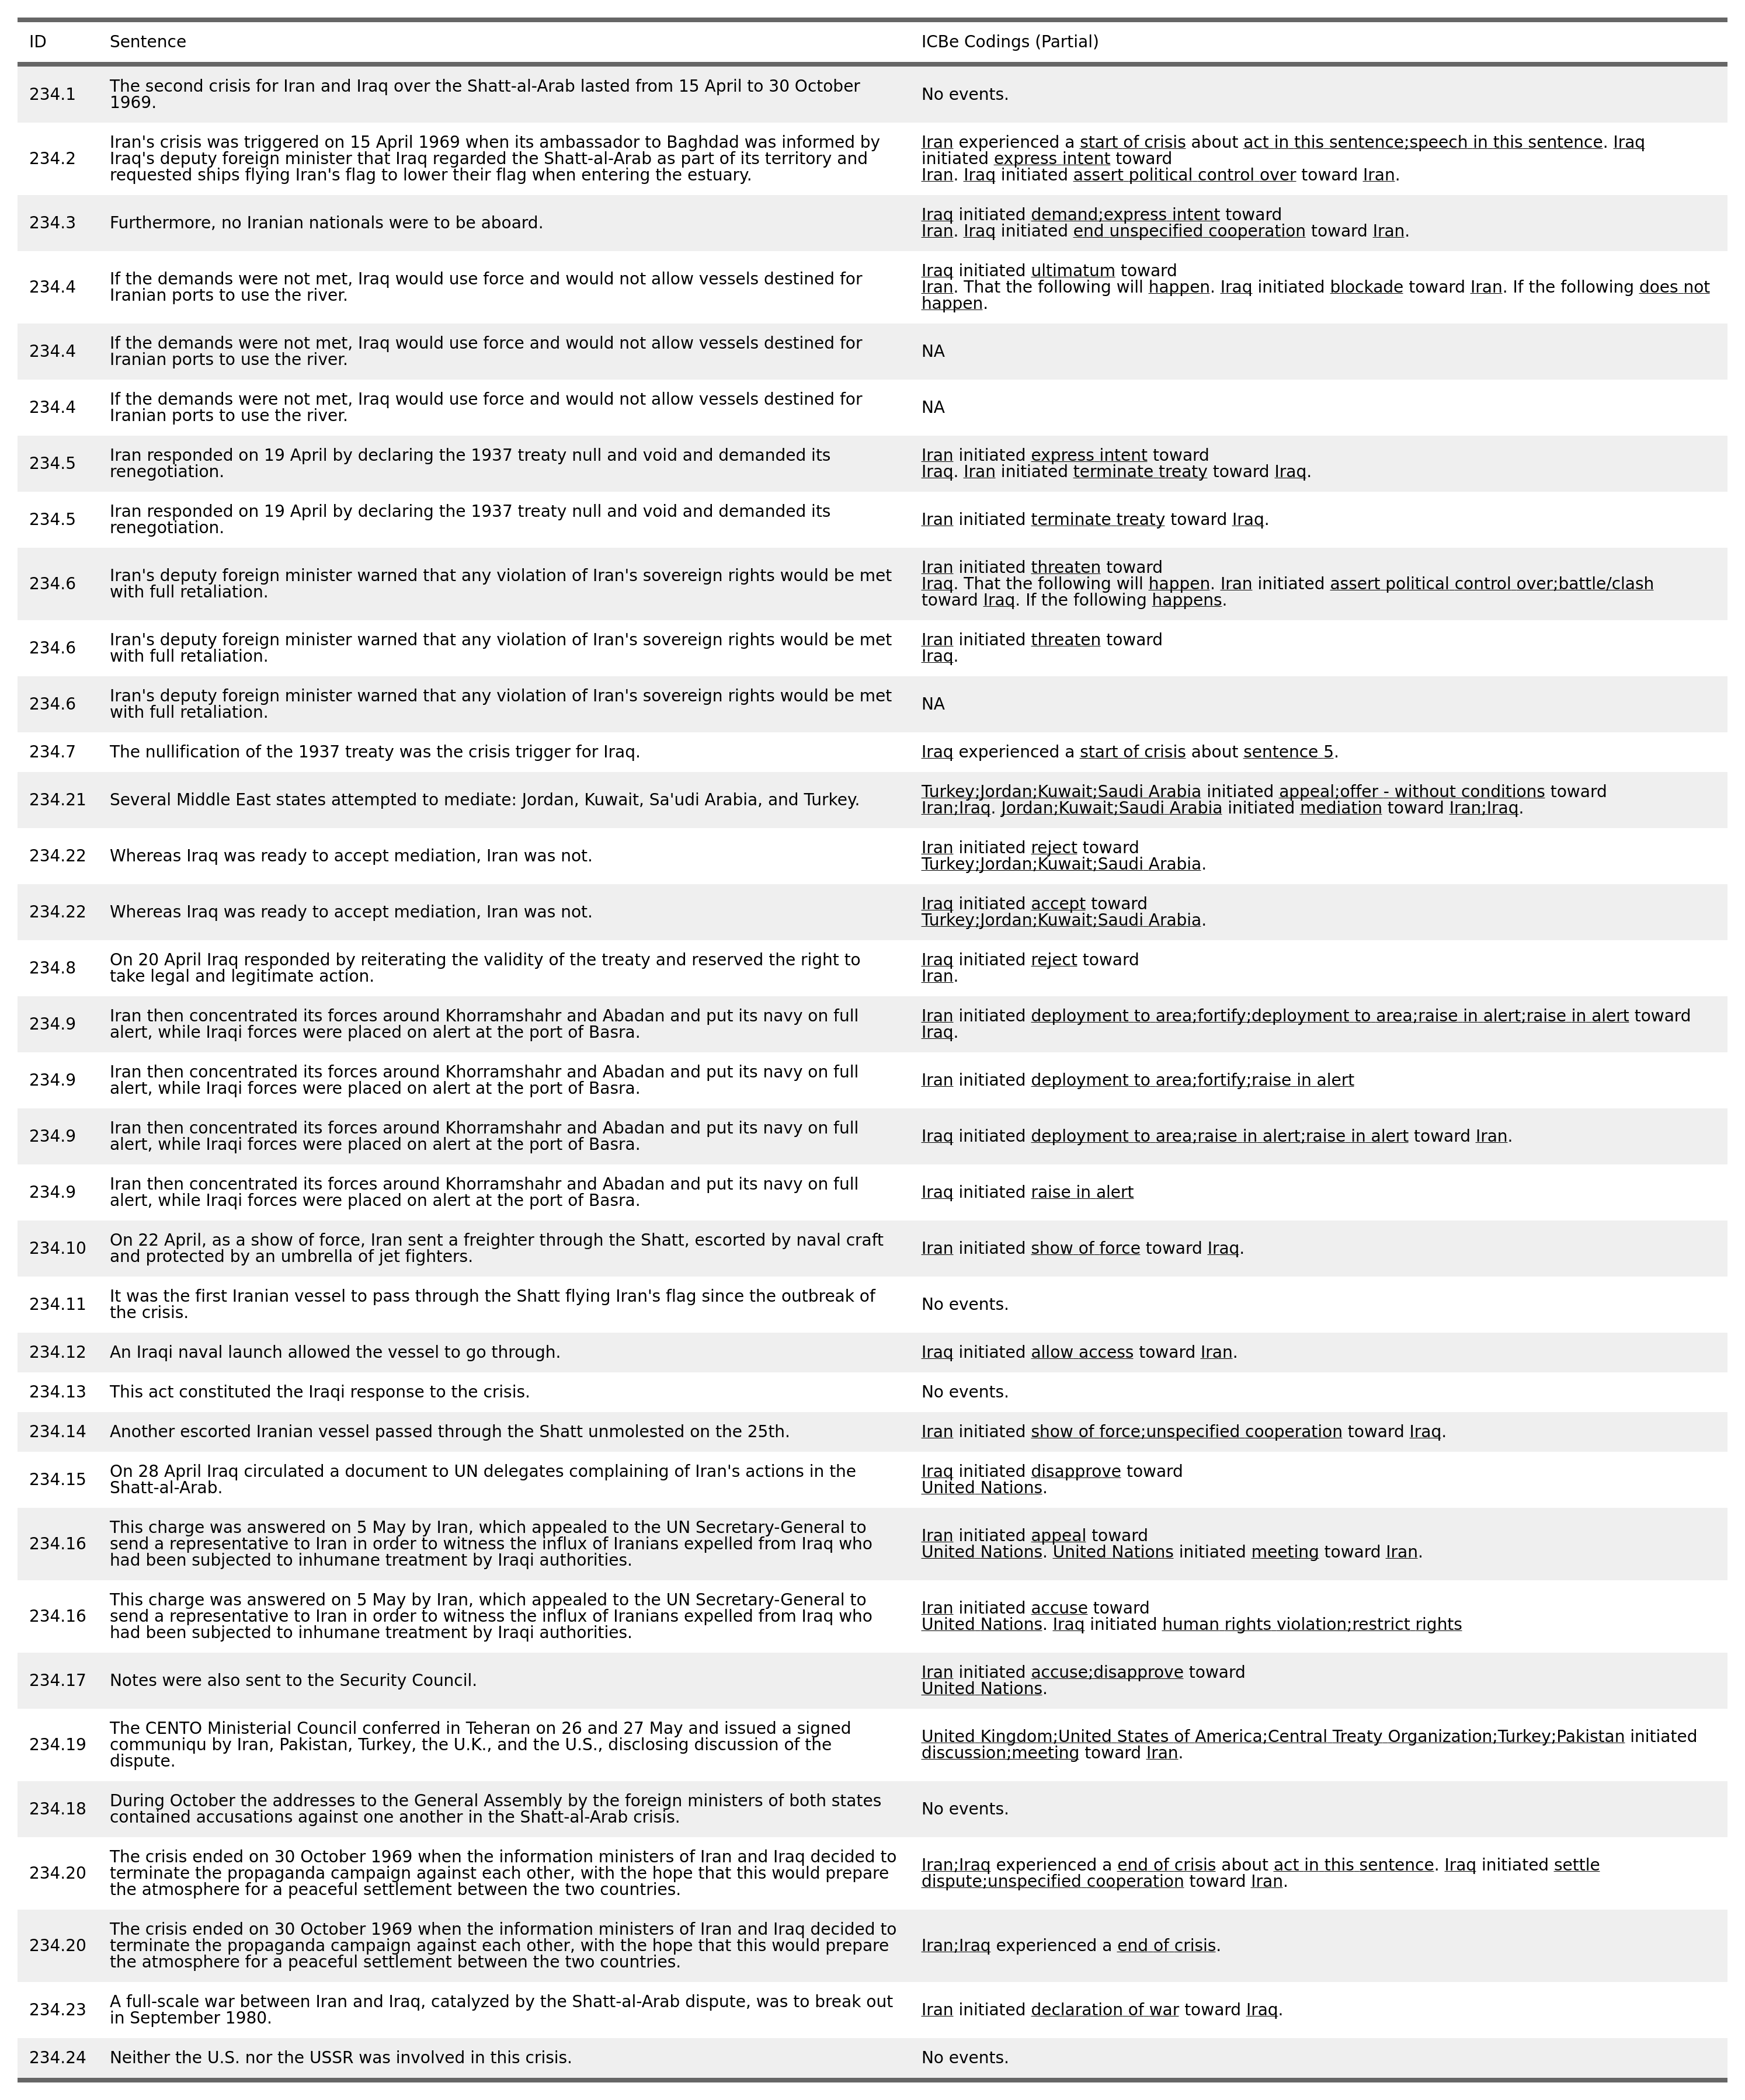 ID Sentence ICBe Codings (Partial)
234.1 The second crisis for Iran and Iraq over the Shatt-al-Arab lasted from 15 April to 30 October
1969. No events.
234.2 Iran's crisis was triggered on 15 April 1969 when its ambassador to Baghdad was informed by
Iraq's deputy foreign minister that Iraq regarded the Shatt-al-Arab as part of its territory and
requested ships flying Iran's flag to lower their flag when entering the estuary.
Iran experienced a start of crisis about act in this sentence;speech in this sentence. Iraq
initiated express intent toward
Iran. Iraq initiated assert political control over toward Iran.
234.3 Furthermore, no Iranian nationals were to be aboard.
Iraq initiated demand;express intent toward
Iran. Iraq initiated end unspecified cooperation toward Iran.
234.4 If the demands were not met, Iraq would use force and would not allow vessels destined for
Iranian ports to use the river.
Iraq initiated ultimatum toward
Iran. That the following will happen. Iraq initiated blockade toward Iran. If the following does not
happen.
234.4 If the demands were not met, Iraq would use force and would not allow vessels destined for
Iranian ports to use the river.
NA
234.4 If the demands were not met, Iraq would use force and would not allow vessels destined for
Iranian ports to use the river.
NA
234.5 Iran responded on 19 April by declaring the 1937 treaty null and void and demanded its
renegotiation.
Iran initiated express intent toward
Iraq. Iran initiated terminate treaty toward Iraq.
234.5 Iran responded on 19 April by declaring the 1937 treaty null and void and demanded its
renegotiation.
Iran initiated terminate treaty toward Iraq.
234.6 Iran's deputy foreign minister warned that any violation of Iran's sovereign rights would be met
with full retaliation.
Iran initiated threaten toward
Iraq. That the following will happen. Iran initiated assert political control over;battle/clash
toward Iraq. If the following happens.
234.6 Iran's deputy foreign minister warned that any violation of Iran's sovereign rights would be met
with full retaliation.
Iran initiated threaten toward
Iraq.
234.6 Iran's deputy foreign minister warned that any violation of Iran's sovereign rights would be met
with full retaliation.
NA
234.7 The nullification of the 1937 treaty was the crisis trigger for Iraq.
Iraq experienced a start of crisis about sentence 5.
234.21 Several Middle East states attempted to mediate: Jordan, Kuwait, Sa'udi Arabia, and Turkey.
Turkey;Jordan;Kuwait;Saudi Arabia initiated appeal;offer - without conditions toward
Iran;Iraq. Jordan;Kuwait;Saudi Arabia initiated mediation toward Iran;Iraq.
234.22 Whereas Iraq was ready to accept mediation, Iran was not.
Iran initiated reject toward
Turkey;Jordan;Kuwait;Saudi Arabia.
234.22 Whereas Iraq was ready to accept mediation, Iran was not.
Iraq initiated accept toward
Turkey;Jordan;Kuwait;Saudi Arabia.
234.8 On 20 April Iraq responded by reiterating the validity of the treaty and reserved the right to
take legal and legitimate action.
Iraq initiated reject toward
Iran.
234.9 Iran then concentrated its forces around Khorramshahr and Abadan and put its navy on full
alert, while Iraqi forces were placed on alert at the port of Basra.
Iran initiated deployment to area;fortify;deployment to area;raise in alert;raise in alert toward
Iraq.
234.9 Iran then concentrated its forces around Khorramshahr and Abadan and put its navy on full
alert, while Iraqi forces were placed on alert at the port of Basra.
Iran initiated deployment to area;fortify;raise in alert
234.9 Iran then concentrated its forces around Khorramshahr and Abadan and put its navy on full
alert, while Iraqi forces were placed on alert at the port of Basra.
Iraq initiated deployment to area;raise in alert;raise in alert toward Iran.
234.9 Iran then concentrated its forces around Khorramshahr and Abadan and put its navy on full
alert, while Iraqi forces were placed on alert at the port of Basra.
Iraq initiated raise in alert
234.10 On 22 April, as a show of force, Iran sent a freighter through the Shatt, escorted by naval craft
and protected by an umbrella of jet fighters.
Iran initiated show of force toward Iraq.
234.11 It was the first Iranian vessel to pass through the Shatt flying Iran's flag since the outbreak of
the crisis.
No events.
234.12 An Iraqi naval launch allowed the vessel to go through.
Iraq initiated allow access toward Iran.
234.13 This act constituted the Iraqi response to the crisis.
No events.
234.14 Another escorted Iranian vessel passed through the Shatt unmolested on the 25th.
Iran initiated show of force;unspecified cooperation toward Iraq.
234.15 On 28 April Iraq circulated a document to UN delegates complaining of Iran's actions in the
Shatt-al-Arab.
Iraq initiated disapprove toward
United Nations.
234.16 This charge was answered on 5 May by Iran, which appealed to the UN Secretary-General to
send a representative to Iran in order to witness the influx of Iranians expelled from Iraq who
had been subjected to inhumane treatment by Iraqi authorities.
Iran initiated appeal toward
United Nations. United Nations initiated meeting toward Iran.
234.16 This charge was answered on 5 May by Iran, which appealed to the UN Secretary-General to
send a representative to Iran in order to witness the influx of Iranians expelled from Iraq who
had been subjected to inhumane treatment by Iraqi authorities.
Iran initiated accuse toward
United Nations. Iraq initiated human rights violation;restrict rights
234.17 Notes were also sent to the Security Council.
Iran initiated accuse;disapprove toward
United Nations.
234.19 The CENTO Ministerial Council conferred in Teheran on 26 and 27 May and issued a signed
communiqu by Iran, Pakistan, Turkey, the U.K., and the U.S., disclosing discussion of the
dispute.
United Kingdom;United States of America;Central Treaty Organization;Turkey;Pakistan initiated
discussion;meeting toward Iran.
234.18 During October the addresses to the General Assembly by the foreign ministers of both states
contained accusations against one another in the Shatt-al-Arab crisis.
No events.
234.20 The crisis ended on 30 October 1969 when the information ministers of Iran and Iraq decided to
terminate the propaganda campaign against each other, with the hope that this would prepare
the atmosphere for a peaceful settlement between the two countries.
Iran;Iraq experienced a end of crisis about act in this sentence. Iraq initiated settle
dispute;unspecified cooperation toward Iran.
234.20 The crisis ended on 30 October 1969 when the information ministers of Iran and Iraq decided to
terminate the propaganda campaign against each other, with the hope that this would prepare
the atmosphere for a peaceful settlement between the two countries.
Iran;Iraq experienced a end of crisis.
234.23 A full-scale war between Iran and Iraq, catalyzed by the Shatt-al-Arab dispute, was to break out
in September 1980.
Iran initiated declaration of war toward Iraq.
234.24 Neither the U.S. nor the USSR was involved in this crisis.
No events.